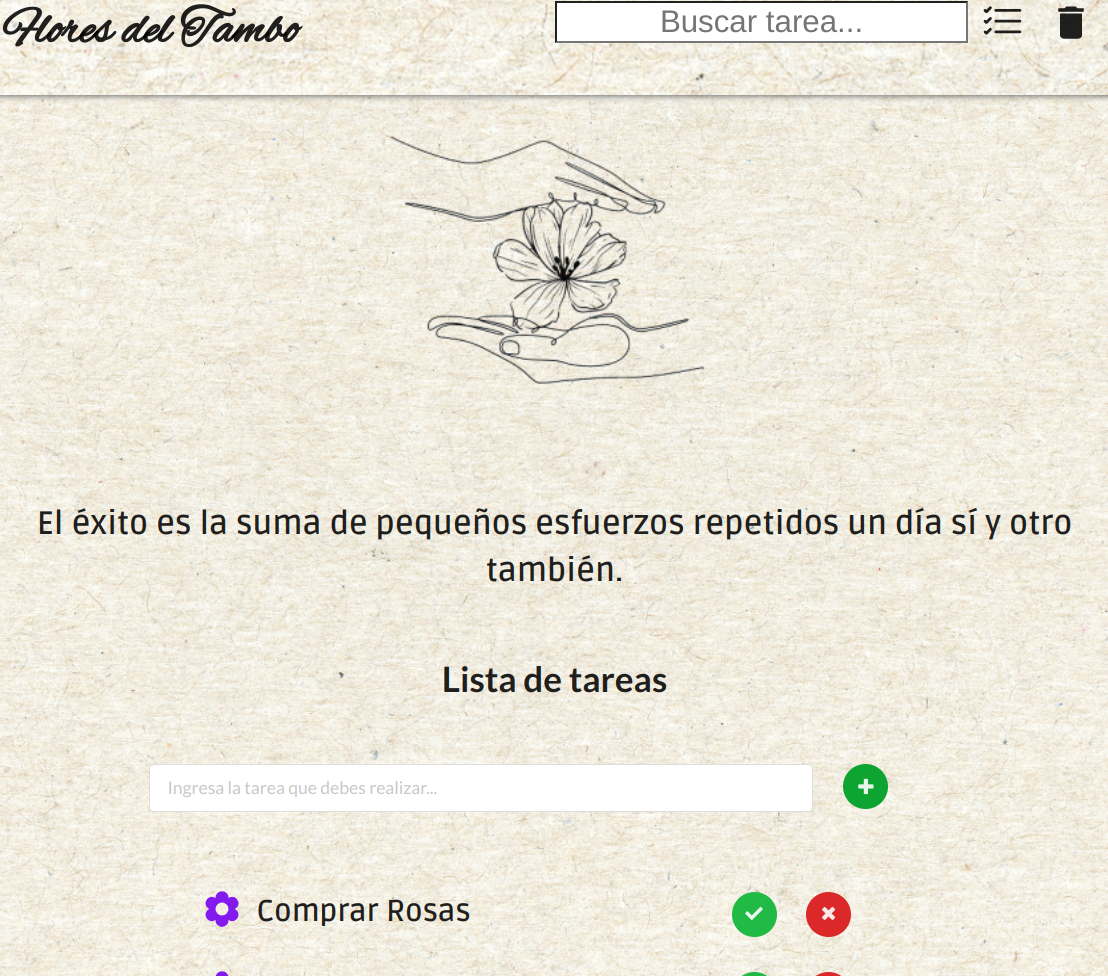 Flores del Tambo
Buscar tarea...
El éxito es la suma de pequeños esfuerzos repetidos un día sí y otro
también.
Lista de tareas
Ingresa la tarea que debes realizar...
Comprar Rosas